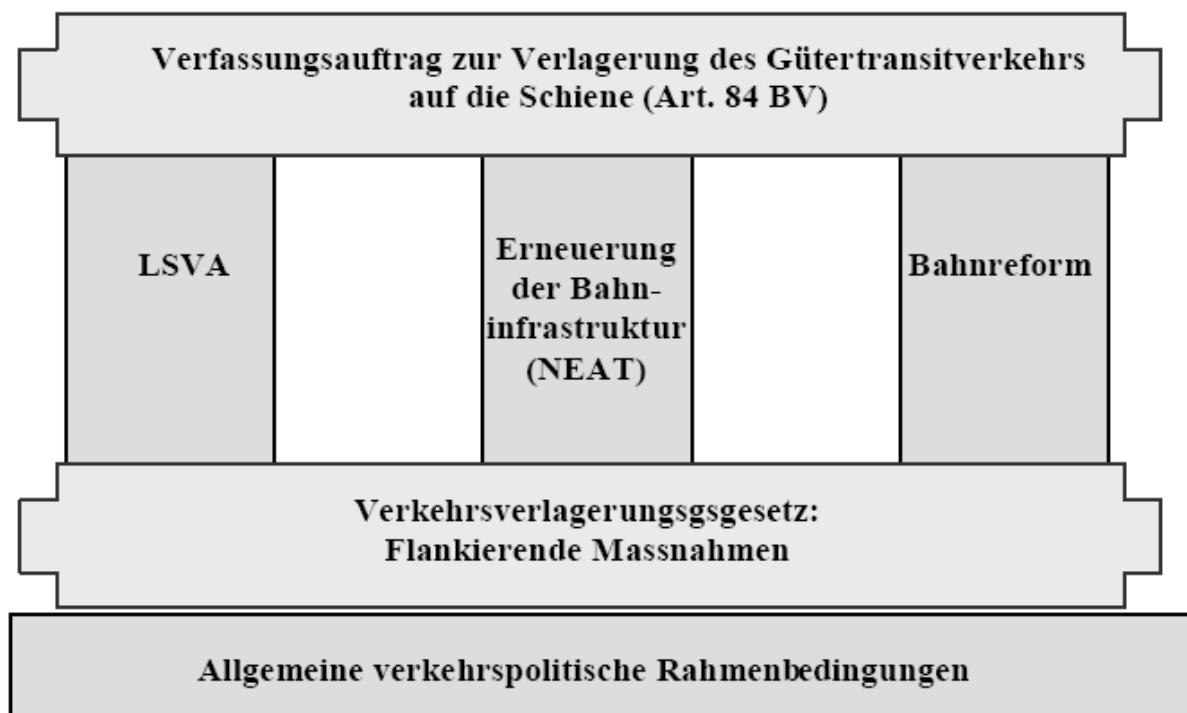 Verfassungsauftrag zur Verlagerung des Gütertransitverkehrs
auf die Schiene (Art. 84 BV)
LSVA
Erneuerung
der Bahn-
infrastruktur
(NEAT)
Bahnreform
Verkehrsverlagerungsgsgesetz:
Flankierende Massnahmen
Allgemeine verkehrspolitische Rahmenbedingungen